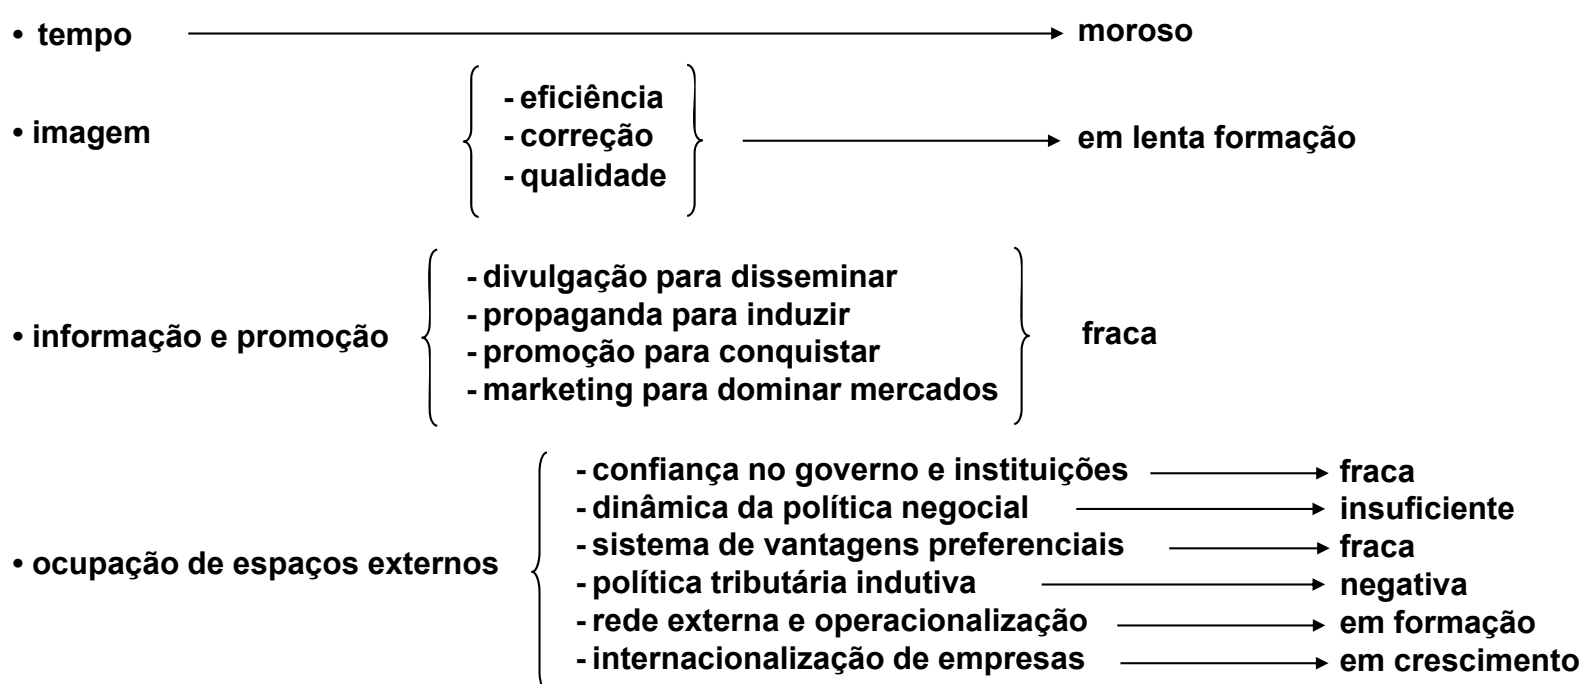 • tempo moroso
- eficiência
• imagem - correção em lenta formação
- qualidade
- divulgação para disseminar
- propaganda para induzir
• informação e promoção fraca
- promoção para conquistar
- marketing para dominar mercados
- confiança no governo e instituições fraca
- dinâmica da política negocial insuficiente
- sistema de vantagens preferenciais fraca
• ocupação de espaços externos
- política tributária indutiva negativa
- rede externa e operacionalização em formação
- internacionalização de empresas em crescimento